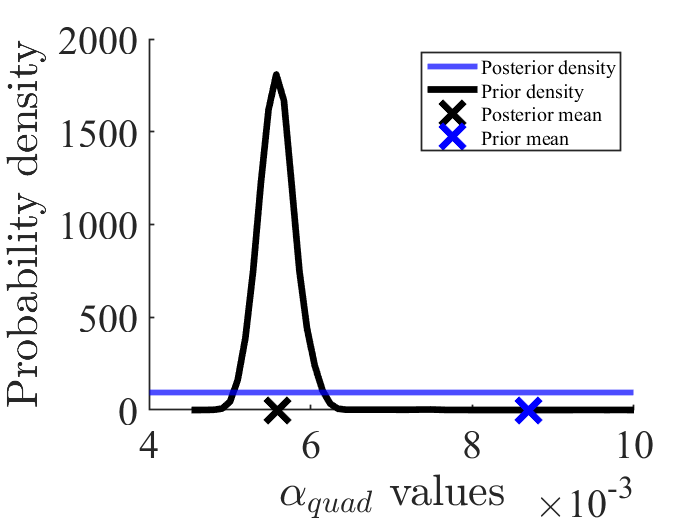 2000
1500
1000
500
0
Probability density
Posterior density
Prior density
Posterior mean
Prior mean
4 6 8 10
α_quad values ×10⁻³